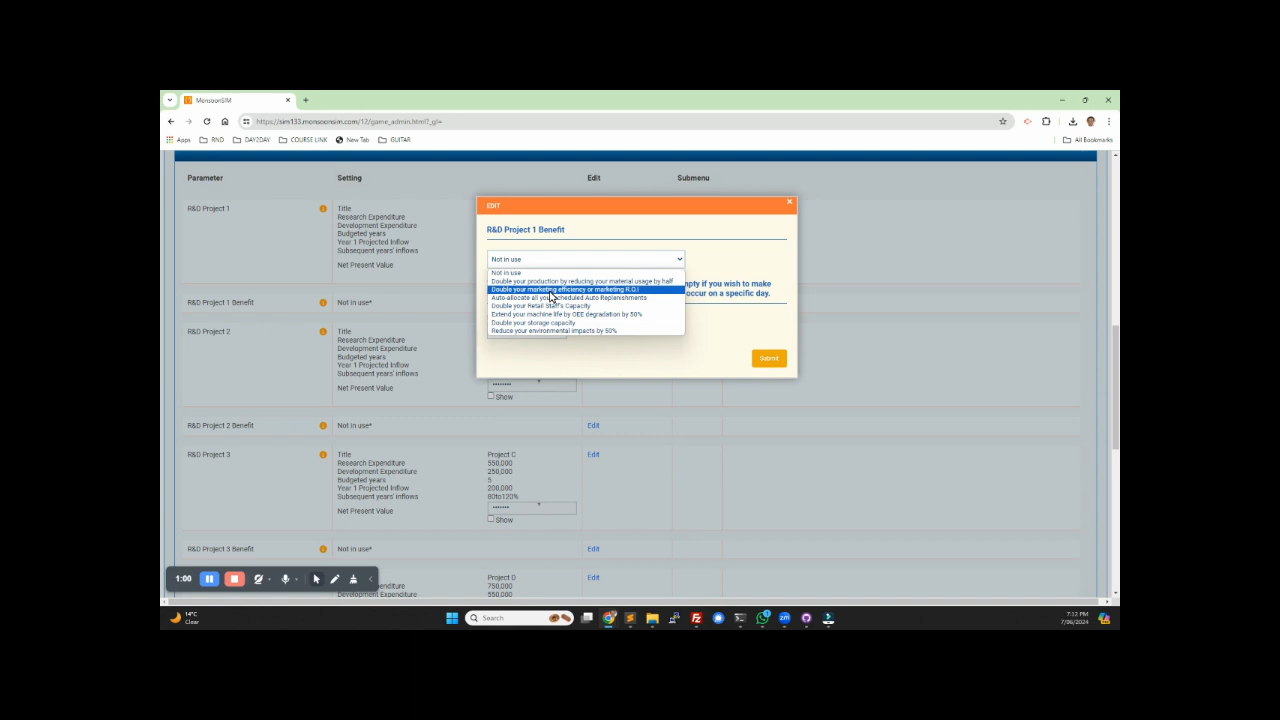 MonsoonSIM
https://sim133.monsoonsim.com/12/game_admin.html?_gl=
Apps RND DAY2DAY COURSE LINK New Tab GUITAR All Bookmarks
Parameter Setting Edit Submenu
R&D Project 1 Title
Research Expenditure
Development Expenditure
Budgeted years
Year 1 Projected Inflow
Subsequent years' inflows
Net Present Value
R&D Project 1 Benefit Not in use*
R&D Project 2 Title
Research Expenditure
Development Expenditure
Budgeted years
Year 1 Projected Inflow
Subsequent years' inflows
Net Present Value
Show
R&D Project 2 Benefit Not in use* Edit
R&D Project 3 Title Project C Edit
Research Expenditure 550,000
Development Expenditure 250,000
Budgeted years 5
Year 1 Projected Inflow 200,000
Subsequent years' inflows 80to120%
Net Present Value
Show
R&D Project 3 Benefit Not in use* Edit
Project D Edit
Development Expenditure 750,000
550,000
EDIT
R&D Project 1 Benefit
Not in use
Not in use
Double your production by reducing your material usage by half
Double your marketing efficiency or marketing R.O.I
Auto-allocate all your scheduled Auto Replenishments
Double your Retail Staff's Capacity
Extend your machine life by OEE degradation by 50%
Double your storage capacity
Reduce your environmental impacts by 50%
if you wish to make
occur on a specific day.
Submit
1:00
14°C
Clear
Search
7:12 PM
7/06/2024